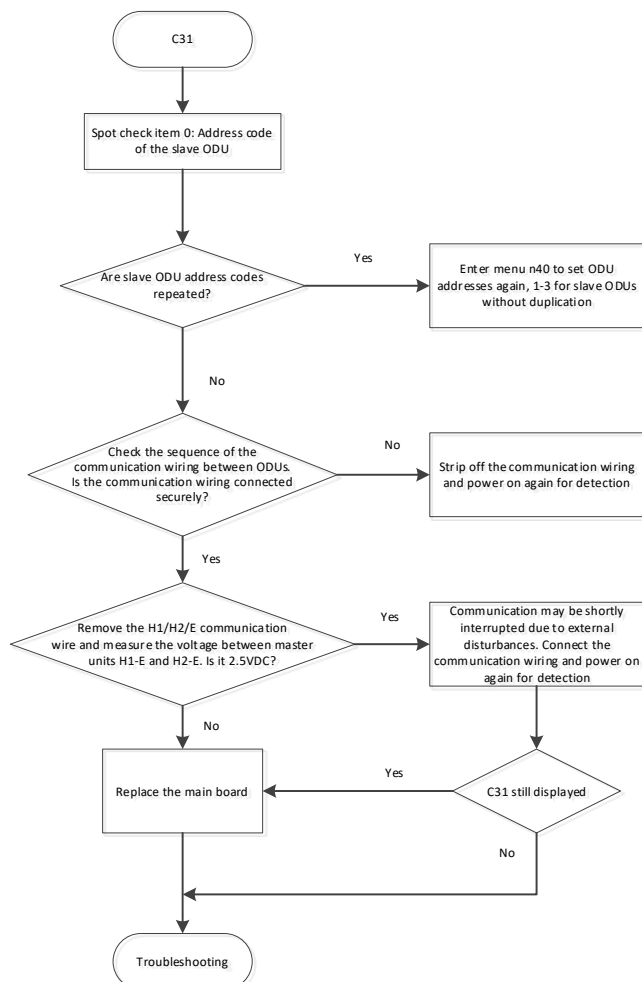 C31
Spot check item 0: Address code
of the slave ODU
Are slave ODU address codes
repeated?
Yes
Enter menu n40 to set ODU
addresses again, 1-3 for slave ODUs
without duplication
No
Check the sequence of the
communication wiring between ODUs.
Is the communication wiring connected
securely?
No
Strip off the communication wiring
and power on again for detection
Yes
Remove the H1/H2/E communication
wire and measure the voltage between master
units H1-E and H2-E. Is it 2.5VDC?
Yes
Communication may be shortly
interrupted due to external
disturbances. Connect the
communication wiring and power on
again for detection
No
Replace the main board
Yes
C31 still displayed
No
Troubleshooting